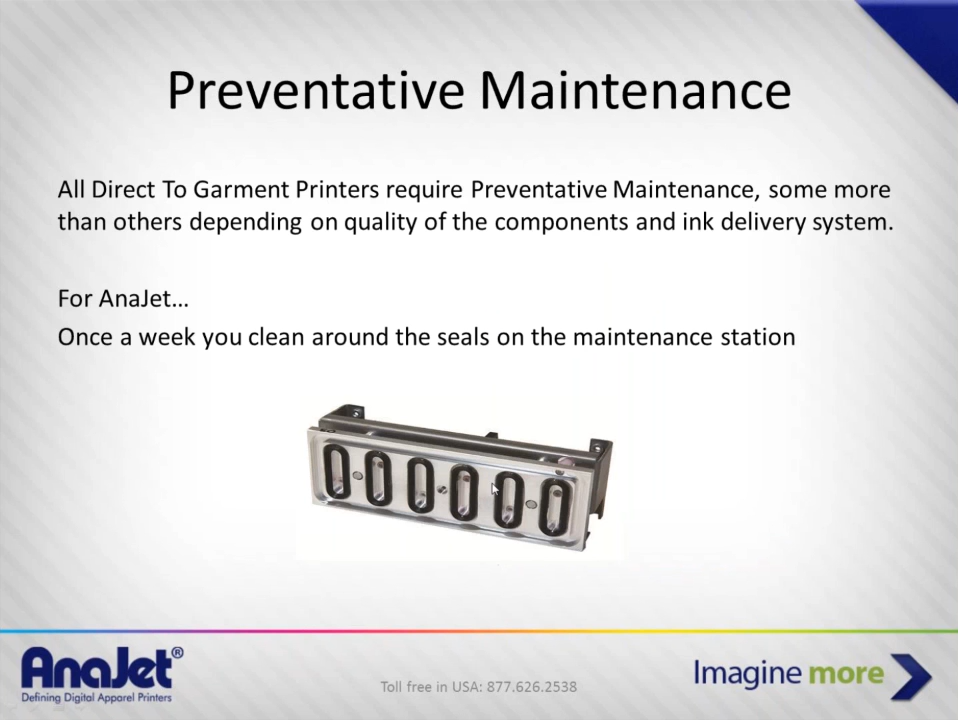 Preventative Maintenance
All Direct To Garment Printers require Preventative Maintenance, some more
than others depending on quality of the components and ink delivery system.
For AnaJet...
Once a week you clean around the seals on the maintenance station
AnaJet®
Defining Digital Apparel Printers
Toll free in USA: 877.626.2538
Imagine more